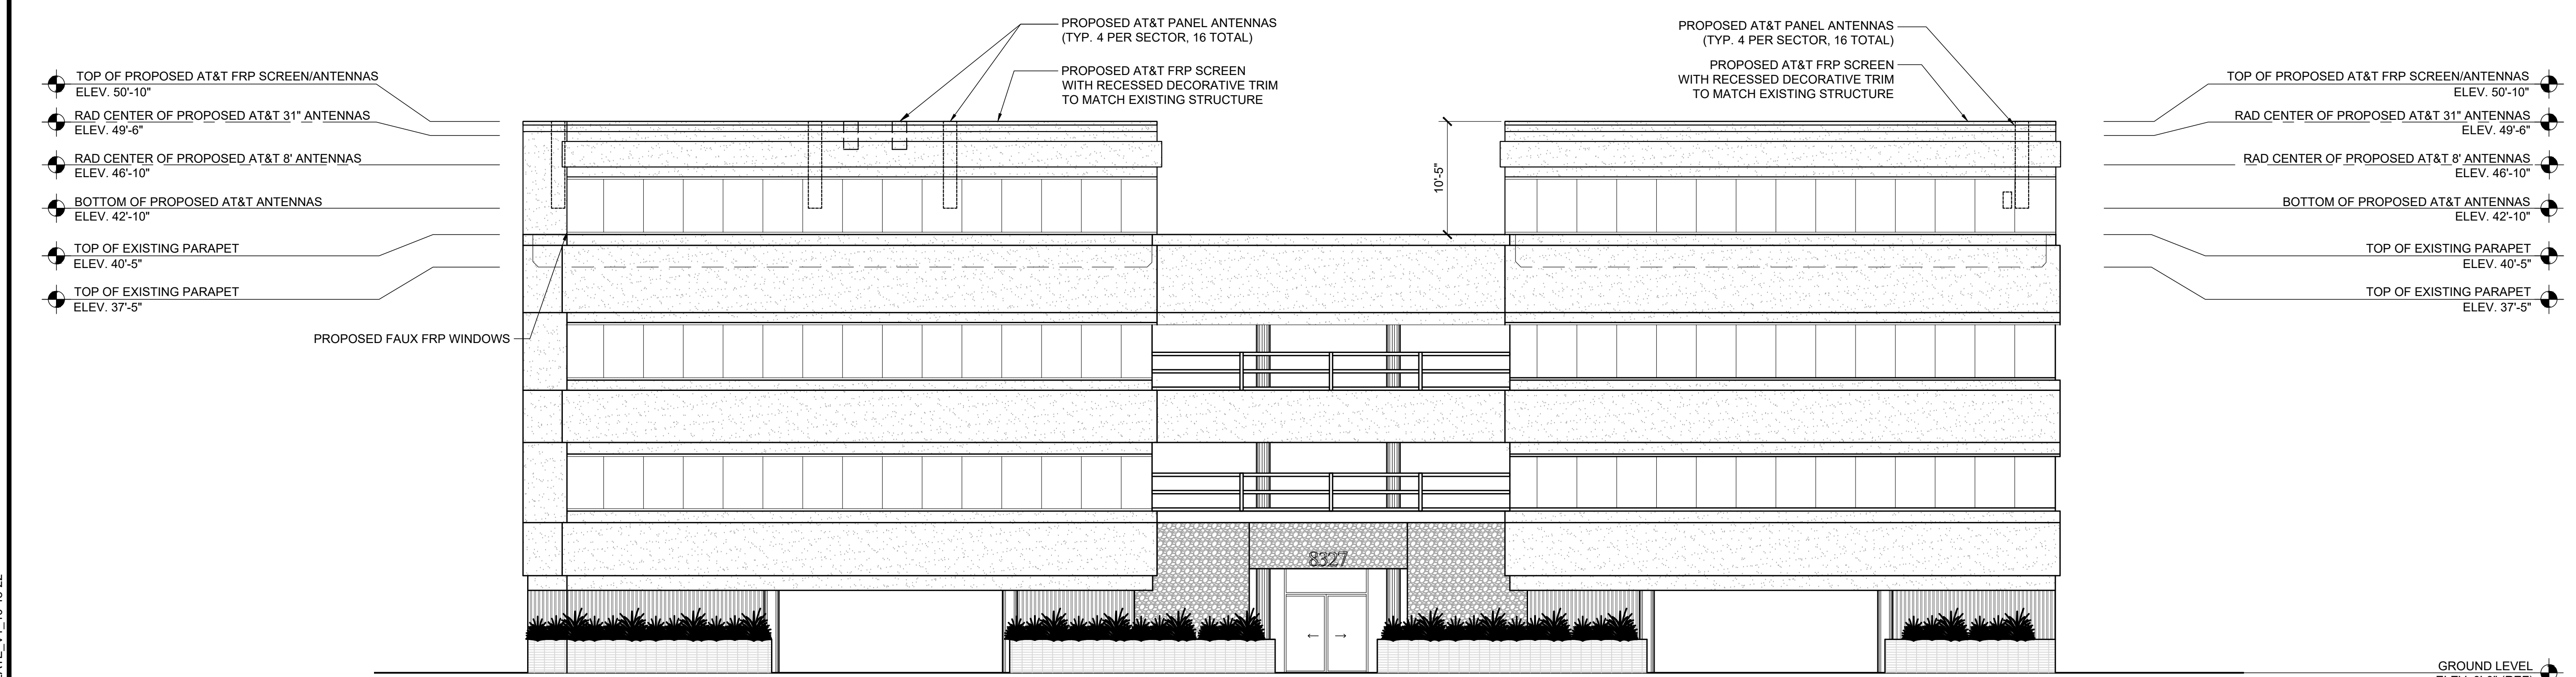 PROPOSED AT&T PANEL ANTENNAS
(TYP. 4 PER SECTOR, 16 TOTAL)
PROPOSED AT&T FRP SCREEN
WITH RECESSED DECORATIVE TRIM
TO MATCH EXISTING STRUCTURE
PROPOSED AT&T PANEL ANTENNAS
(TYP. 4 PER SECTOR, 16 TOTAL)
PROPOSED AT&T FRP SCREEN
WITH RECESSED DECORATIVE TRIM
TO MATCH EXISTING STRUCTURE
TOP OF PROPOSED AT&T FRP SCREEN/ANTENNAS
ELEV. 50'-10"
RAD CENTER OF PROPOSED AT&T 31" ANTENNAS
ELEV. 49'-6"
RAD CENTER OF PROPOSED AT&T 8' ANTENNAS
ELEV. 46'-10"
BOTTOM OF PROPOSED AT&T ANTENNAS
ELEV. 42'-10"
TOP OF EXISTING PARAPET
ELEV. 40'-5"
TOP OF EXISTING PARAPET
ELEV. 37'-5"
PROPOSED FAUX FRP WINDOWS
10'-5"
8327
TOP OF PROPOSED AT&T FRP SCREEN/ANTENNAS
ELEV. 50'-10"
RAD CENTER OF PROPOSED AT&T 31" ANTENNAS
ELEV. 49'-6"
RAD CENTER OF PROPOSED AT&T 8' ANTENNAS
ELEV. 46'-10"
BOTTOM OF PROPOSED AT&T ANTENNAS
ELEV. 42'-10"
TOP OF EXISTING PARAPET
ELEV. 40'-5"
TOP OF EXISTING PARAPET
ELEV. 37'-5"
GROUND LEVEL